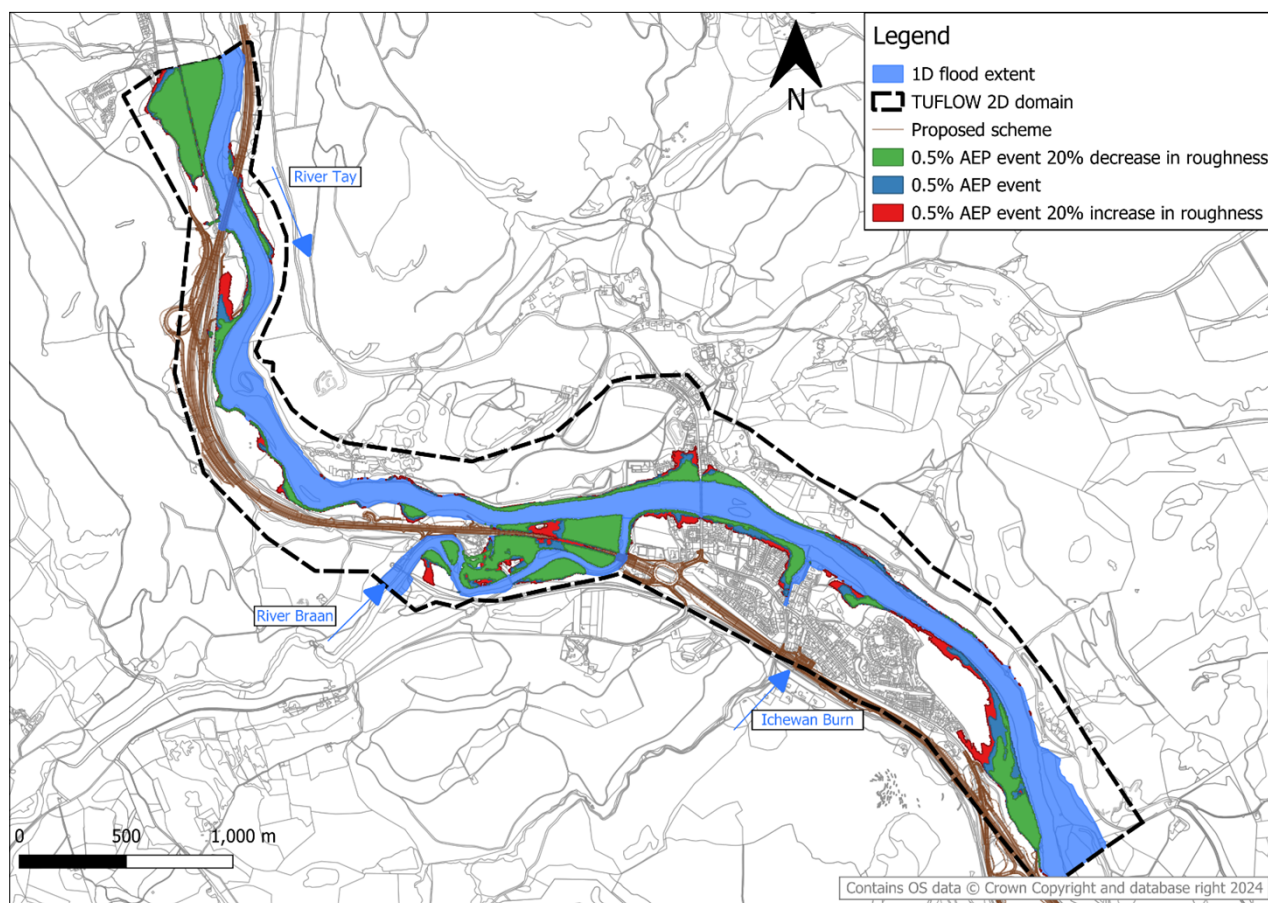 Legend
1D flood extent
TUFLOW 2D domain
Proposed scheme
0.5% AEP event 20% decrease in roughness
0.5% AEP event
0.5% AEP event 20% increase in roughness
N
River Tay
River Braan
Ichewan Burn
0 500 1,000 m
Contains OS data © Crown Copyright and database right 2024